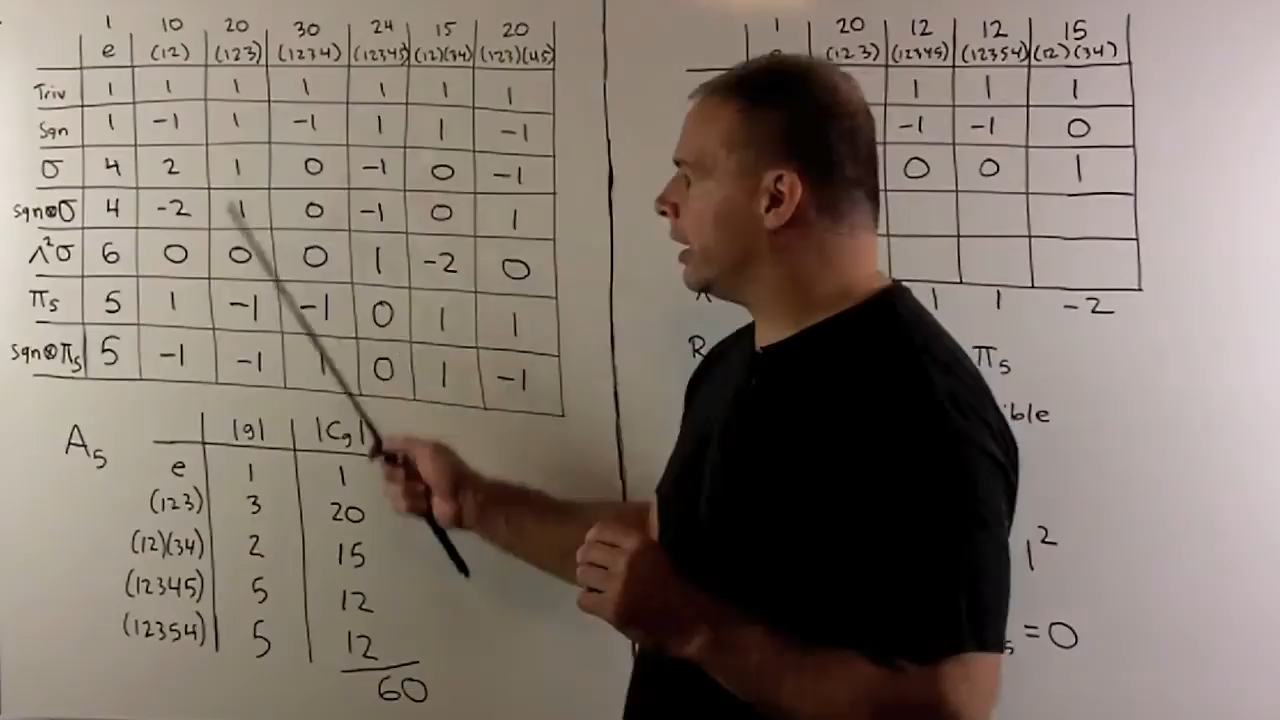 1 10 20 30 24 15 20
e (12) (123) (1234) (12345) (12)(34) (123)(45)
Triv 1 1 1 1 1 1 1
Sgn 1 -1 1 -1 1 1 -1
σ 4 2 1 0 -1 0 -1
sgn⊗σ 4 -2 1 0 -1 0 1
Λ²σ 6 0 0 0 1 -2 0
π₅ 5 1 -1 -1 0 1 1
sgn⊗π₅ 5 -1 -1 1 0 1 -1
A₅ |g| |Cg|
e 1 1
(123) 3 20
(12)(34) 2 15
(12345) 5 12
(12354) 5 12
60
1 20 12 12 15
(123) (12345) (12354) (12)(34)
1 1 1
-1 -1 0
0 0 1
1 1 -2
R π₅
ible
1²
₅ = 0